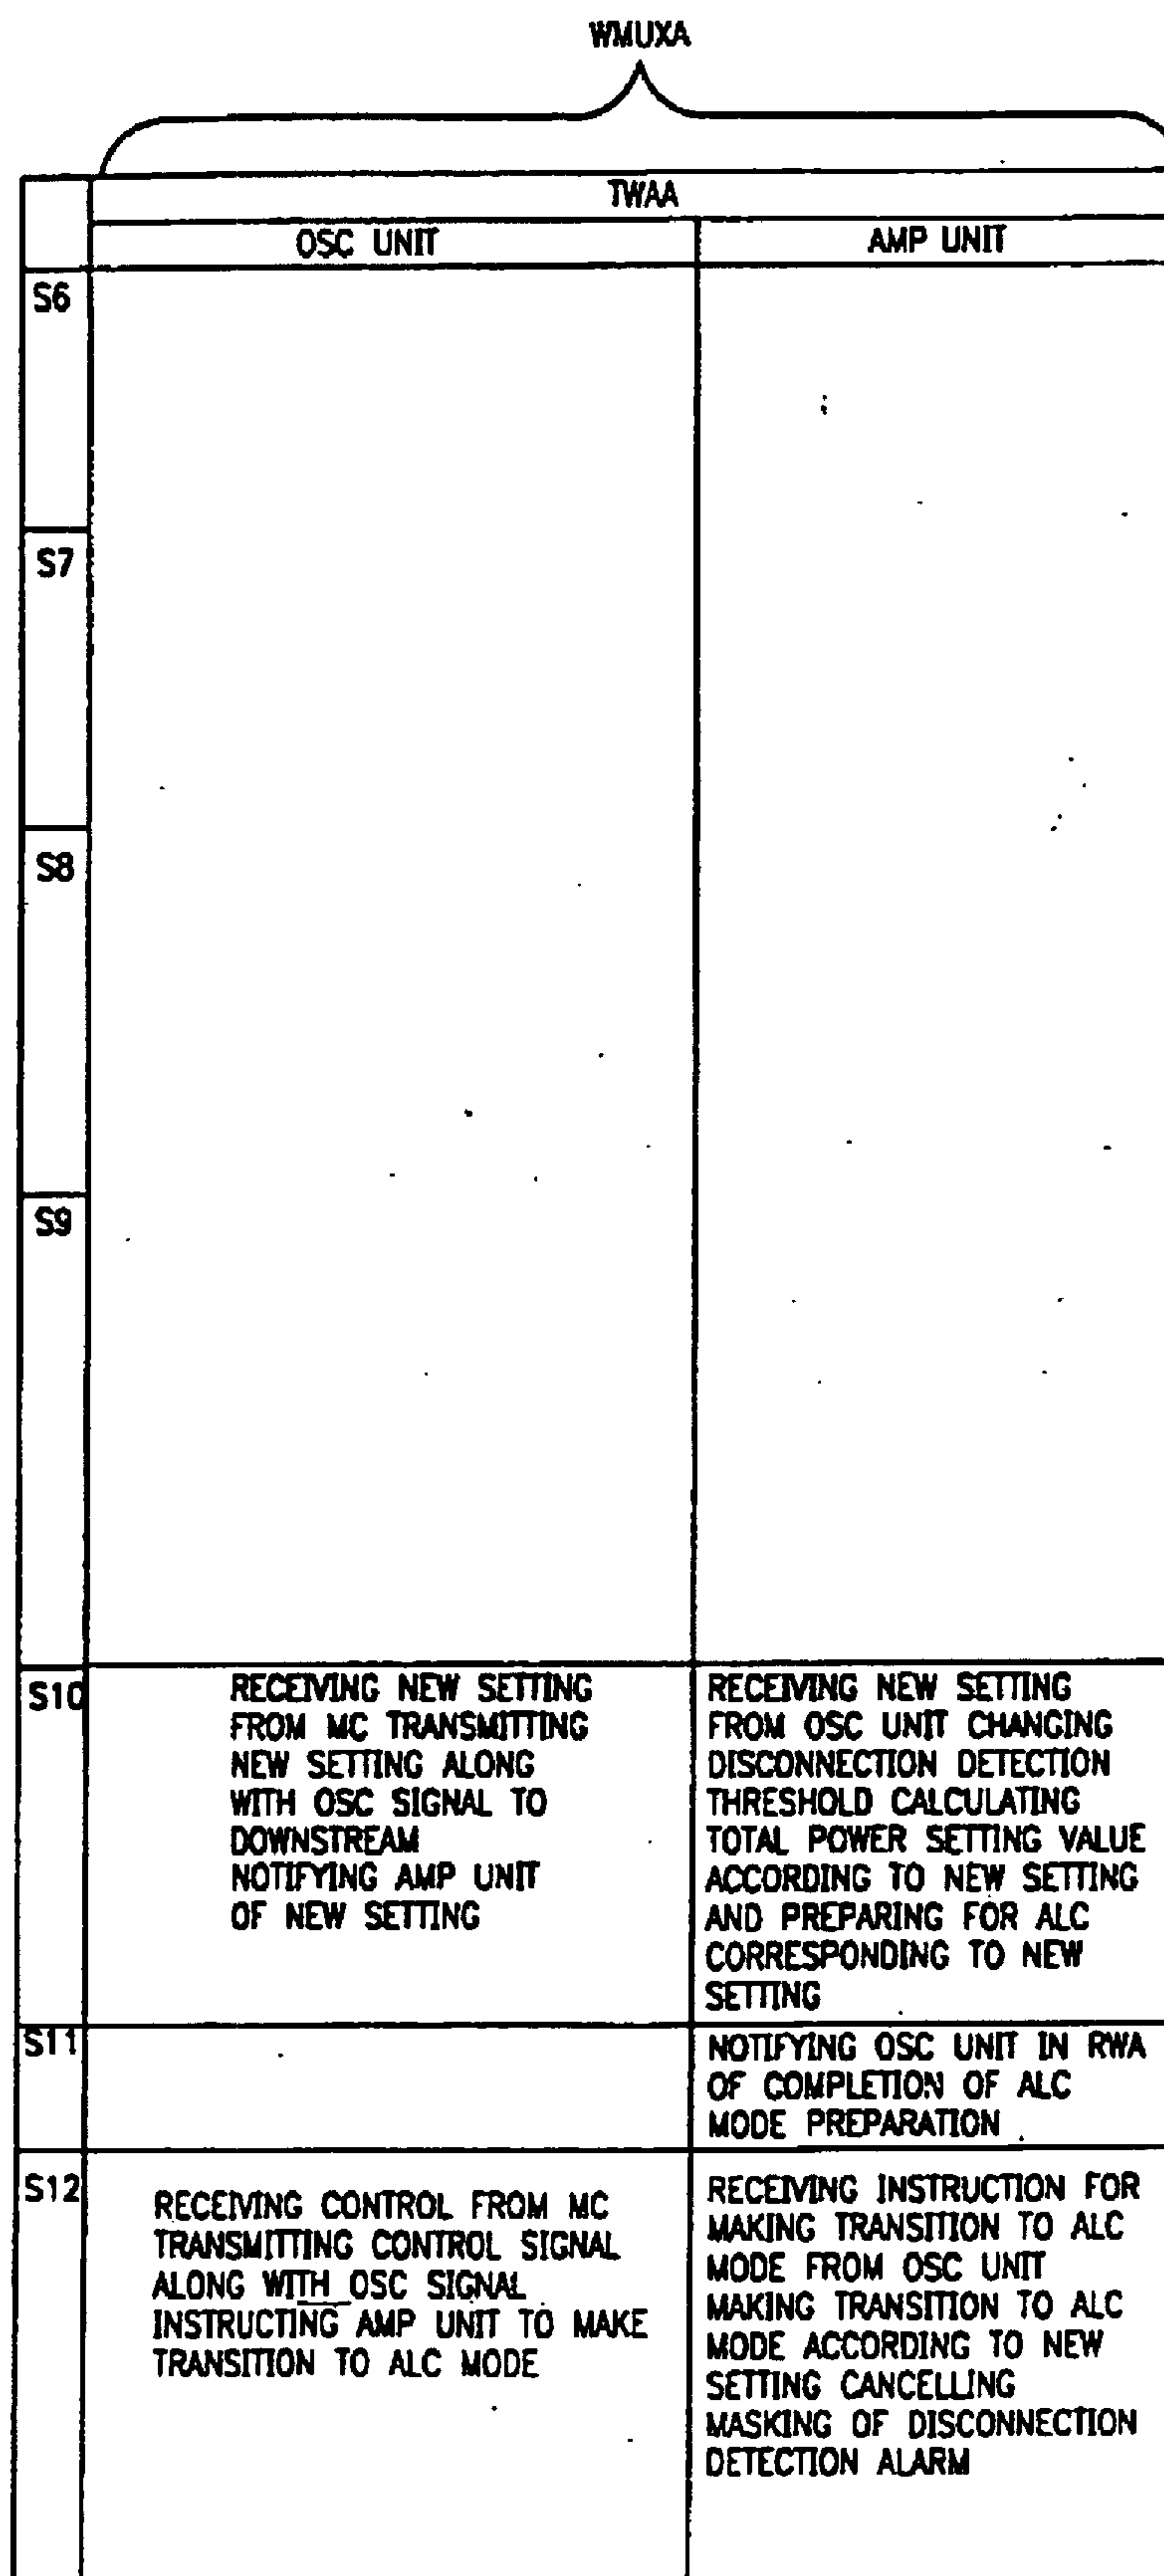 WMUXA
TWAA
OSC UNIT
AMP UNIT
S6
S7
S8
S9
S10
RECEIVING NEW SETTING
FROM MC TRANSMITTING
NEW SETTING ALONG
WITH OSC SIGNAL TO
DOWNSTREAM
NOTIFYING AMP UNIT
OF NEW SETTING
RECEIVING NEW SETTING
FROM OSC UNIT CHANGING
DISCONNECTION DETECTION
THRESHOLD CALCULATING
TOTAL POWER SETTING VALUE
ACCORDING TO NEW SETTING
AND PREPARING FOR ALC
CORRESPONDING TO NEW
SETTING
S11
NOTIFYING OSC UNIT IN RWA
OF COMPLETION OF ALC
MODE PREPARATION
S12
RECEIVING CONTROL FROM MC
TRANSMITTING CONTROL SIGNAL
ALONG WITH OSC SIGNAL
INSTRUCTING AMP UNIT TO MAKE
TRANSITION TO ALC MODE
RECEIVING INSTRUCTION FOR
MAKING TRANSITION TO ALC
MODE FROM OSC UNIT
MAKING TRANSITION TO ALC
MODE ACCORDING TO NEW
SETTING CANCELLING
MASKING OF DISCONNECTION
DETECTION ALARM